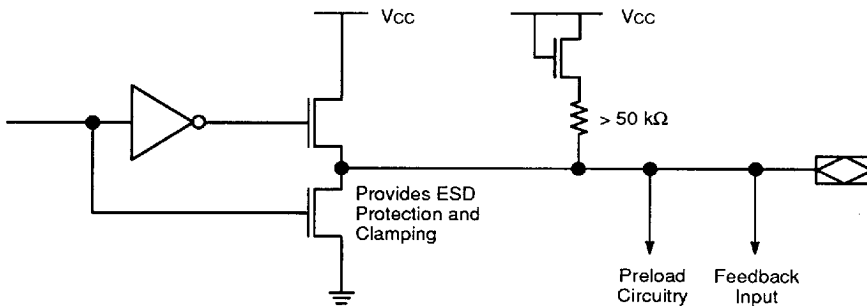 Vcc
Vcc
> 50 kΩ
Provides ESD
Protection and
Clamping
Preload
Circuitry
Feedback
Input